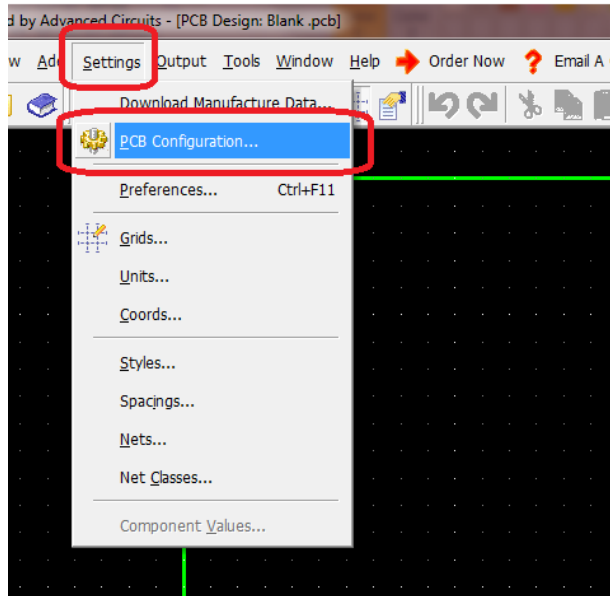 d by Advanced Circuits - [PCB Design: Blank .pcb]
w Add Settings Output Tools Window Help Order Now ? Email A
Download Manufacture Data...
PCB Configuration...
Preferences... Ctrl+F11
Grids...
Units...
Coords...
Styles...
Spacings...
Nets...
Net Classes...
Component Values...